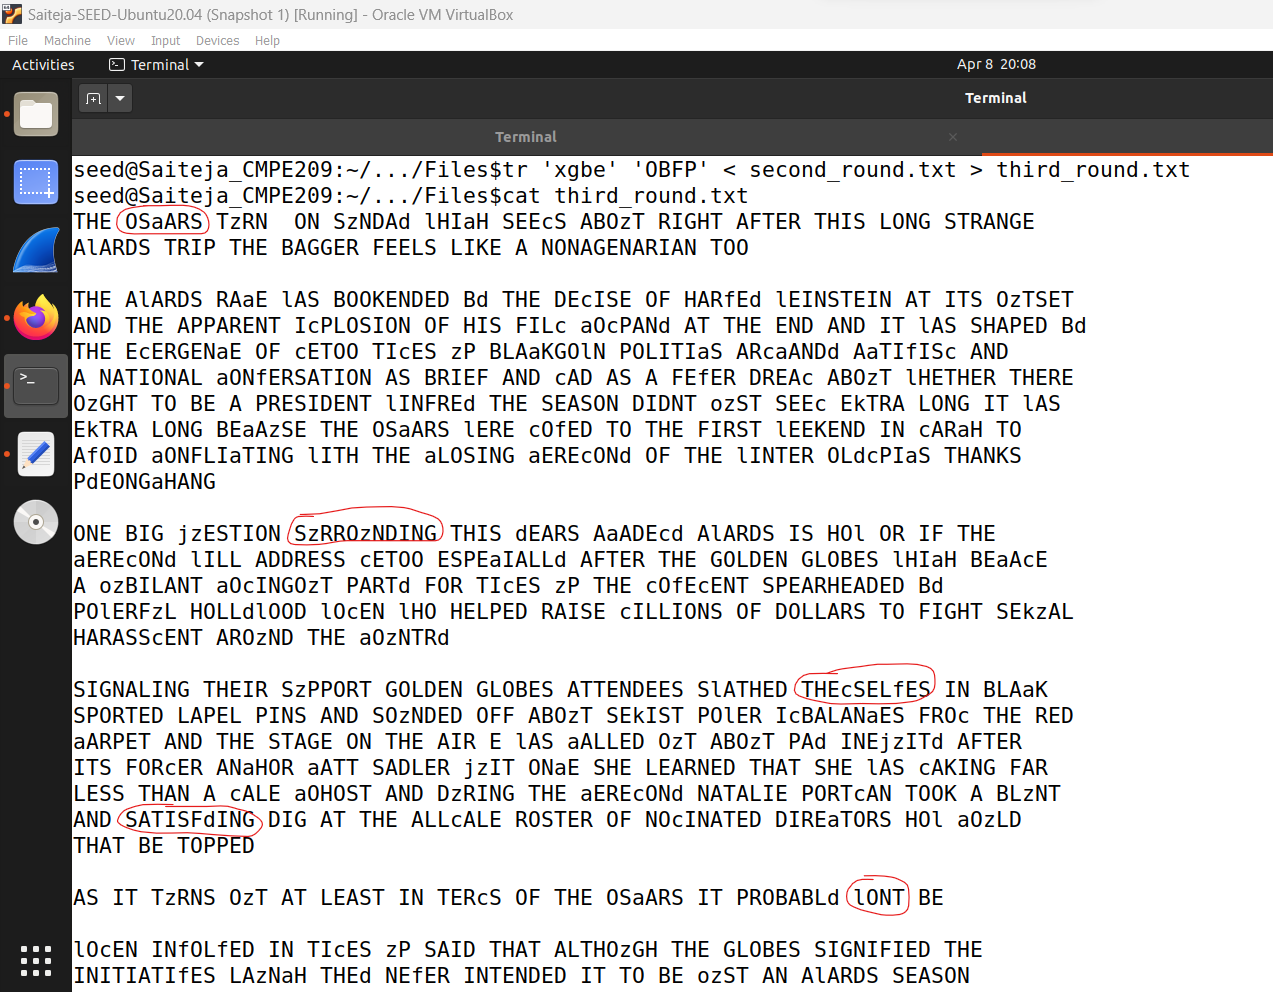 Saiteja-SEED-Ubuntu20.04 (Snapshot 1) [Running] - Oracle VM VirtualBox
File Machine View Input Devices Help
Activities Terminal Apr 8 20:08
Terminal
Terminal
seed@Saiteja_CMPE209:~/.../Files$tr 'xgbe' 'OBFP' < second_round.txt > third_round.txt
seed@Saiteja_CMPE209:~/.../Files$cat third_round.txt
THE OSaARS TzRN  ON SzNDAd lHIaH SEEcS ABOzT RIGHT AFTER THIS LONG STRANGE
AlARDS TRIP THE BAGGER FEELS LIKE A NONAGENARIAN TOO
THE AlARDS RAaE lAS BOOKENDED Bd THE DEcISE OF HARfEd lEINSTEIN AT ITS OzTSET
AND THE APPARENT IcPLOSION OF HIS FILc aOcPANd AT THE END AND IT lAS SHAPED Bd
THE EcERGENaE OF cETOO TIcES zP BLAaKGOlN POLITIaS ARcaANDd AaTIfISc AND
A NATIONAL aONfERSATION AS BRIEF AND cAD AS A FEfER DREAc ABOzT lHETHER THERE
OzGHT TO BE A PRESIDENT lINFREd THE SEASON DIDNT ozST SEEc EkTRA LONG IT lAS
EkTRA LONG BEaAzSE THE OSaARS lERE cOfED TO THE FIRST lEEKEND IN cARaH TO
AfOID aONFLIaTING lITH THE aLOSING aEREcONd OF THE lINTER OLdcPIaS THANKS
PdEONGaHANG
ONE BIG jzESTION SzRROzNDING THIS dEARS AaADEcd AlARDS IS HOl OR IF THE
aEREcONd lILL ADDRESS cETOO ESPEaIALLd AFTER THE GOLDEN GLOBES lHIaH BEaAcE
A ozBILANT aOcINGOzT PARTd FOR TIcES zP THE cOfEcENT SPEARHEADED Bd
POlERFzL HOLLdlOOD lOcEN lHO HELPED RAISE cILLIONS OF DOLLARS TO FIGHT SEkzAL
HARASScENT AROzND THE aOzNTRd
SIGNALING THEIR SzPPORT GOLDEN GLOBES ATTENDEES SlATHED THEcSELfES IN BLAaK
SPORTED LAPEL PINS AND SOzNDED OFF ABOzT SEkIST POlER IcBALANaES FROc THE RED
aARPET AND THE STAGE ON THE AIR E lAS aALLED OzT ABOzT PAd INEjzITd AFTER
ITS FORcER ANaHOR aATT SADLER jzIT ONaE SHE LEARNED THAT SHE lAS cAKING FAR
LESS THAN A cALE aOHOST AND DzRING THE aEREcONd NATALIE PORTcAN TOOK A BLzNT
AND SATISFdING DIG AT THE ALLcALE ROSTER OF NOcINATED DIREaTORS HOl aOzLD
THAT BE TOPPED
AS IT TzRNS OzT AT LEAST IN TERcS OF THE OSaARS IT PROBABLd lONT BE
lOcEN INfOLfED IN TIcES zP SAID THAT ALTHOzGH THE GLOBES SIGNIFIED THE
INITIATIfES LAzNaH THEd NEfER INTENDED IT TO BE ozST AN AlARDS SEASON